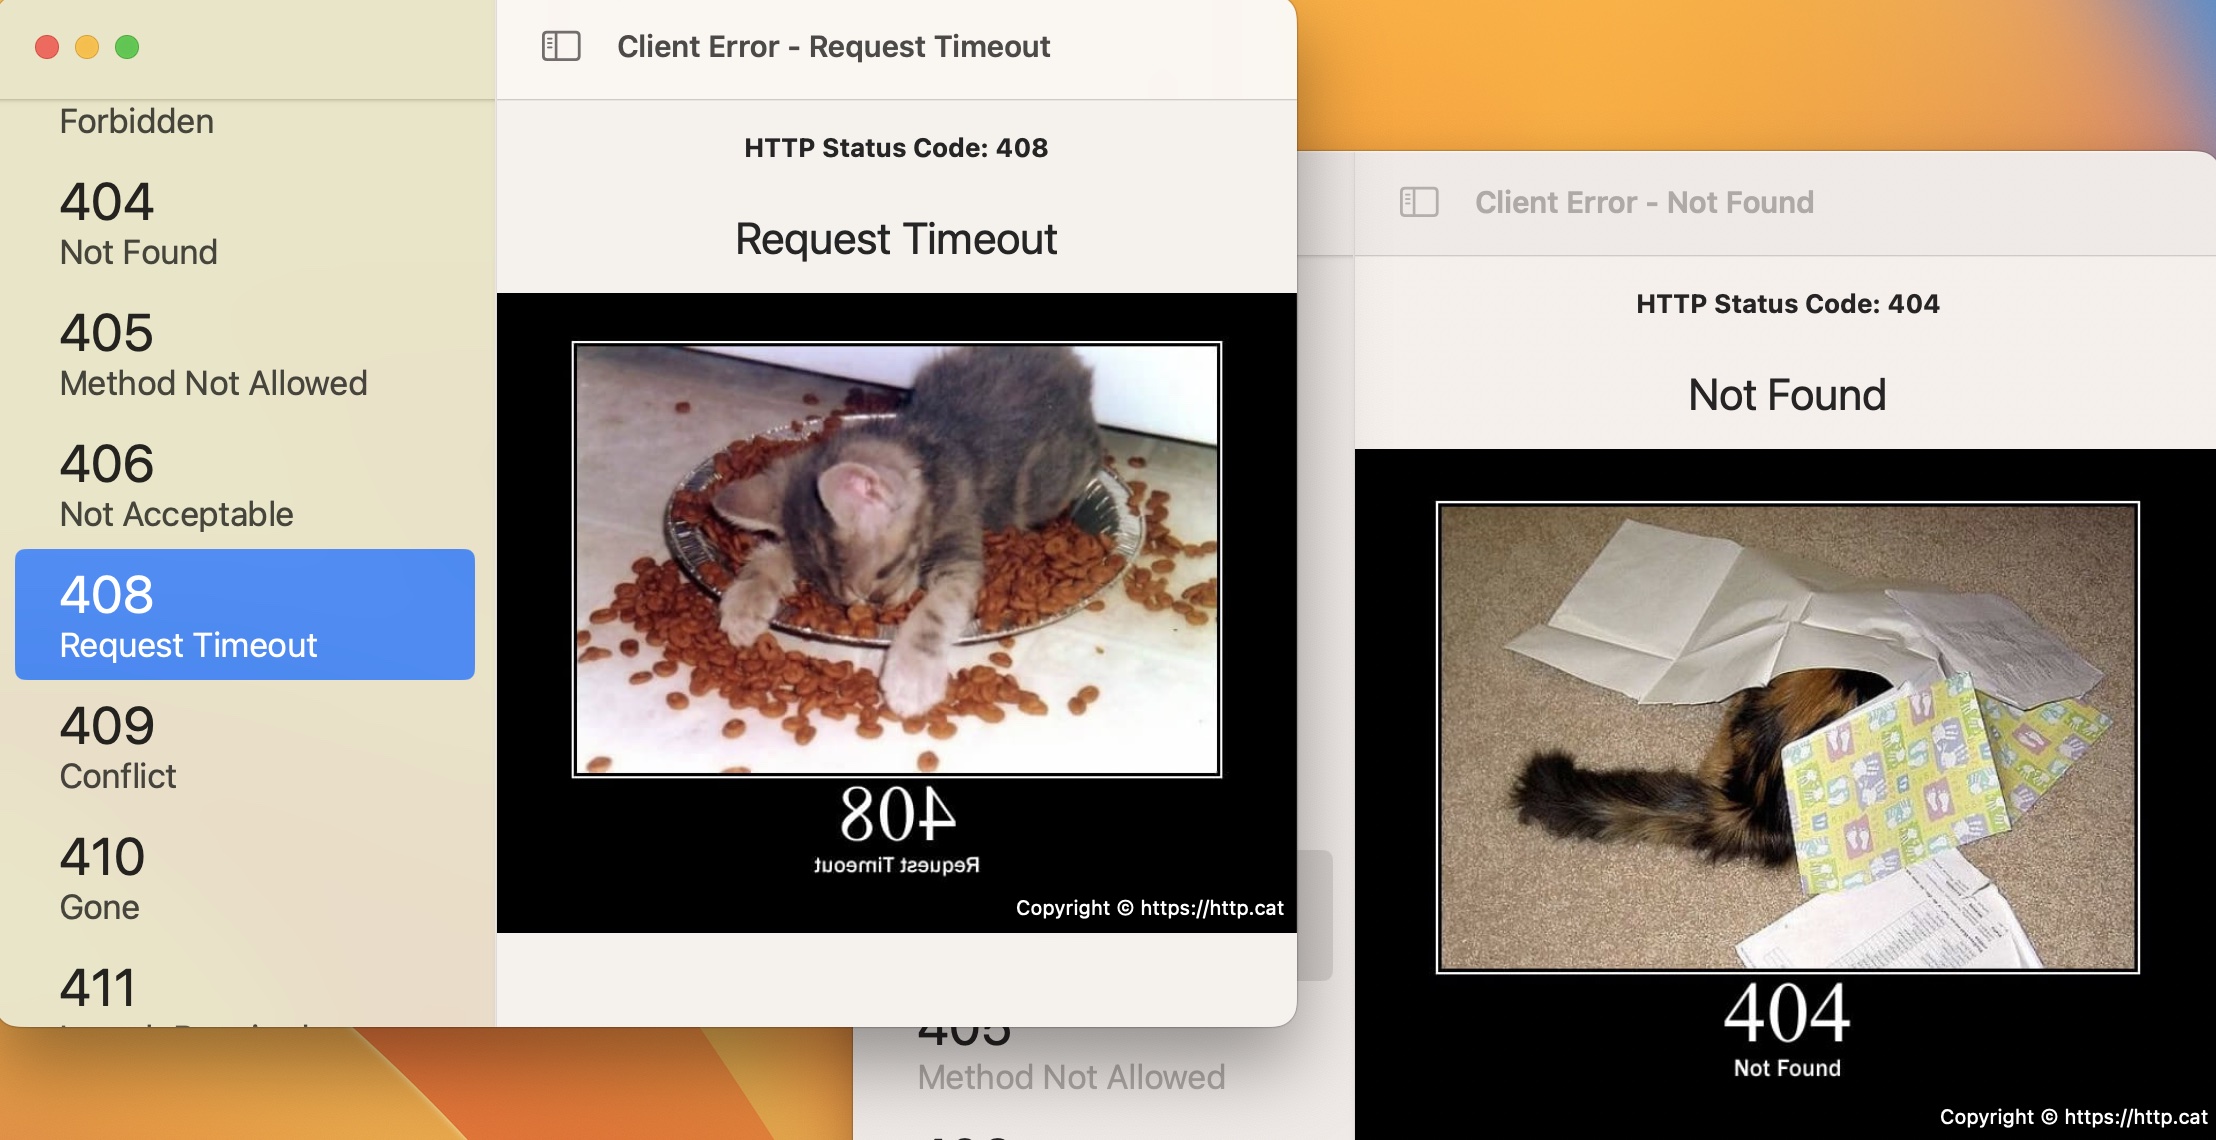 Client Error - Request Timeout
Forbidden
404
Not Found
405
Method Not Allowed
406
Not Acceptable
408
Request Timeout
409
Conflict
410
Gone
411
HTTP Status Code: 408
Request Timeout
408
Request Timeout
Copyright © https://http.cat
Client Error - Not Found
405
Method Not Allowed
HTTP Status Code: 404
Not Found
404
Not Found
Copyright © https://http.cat